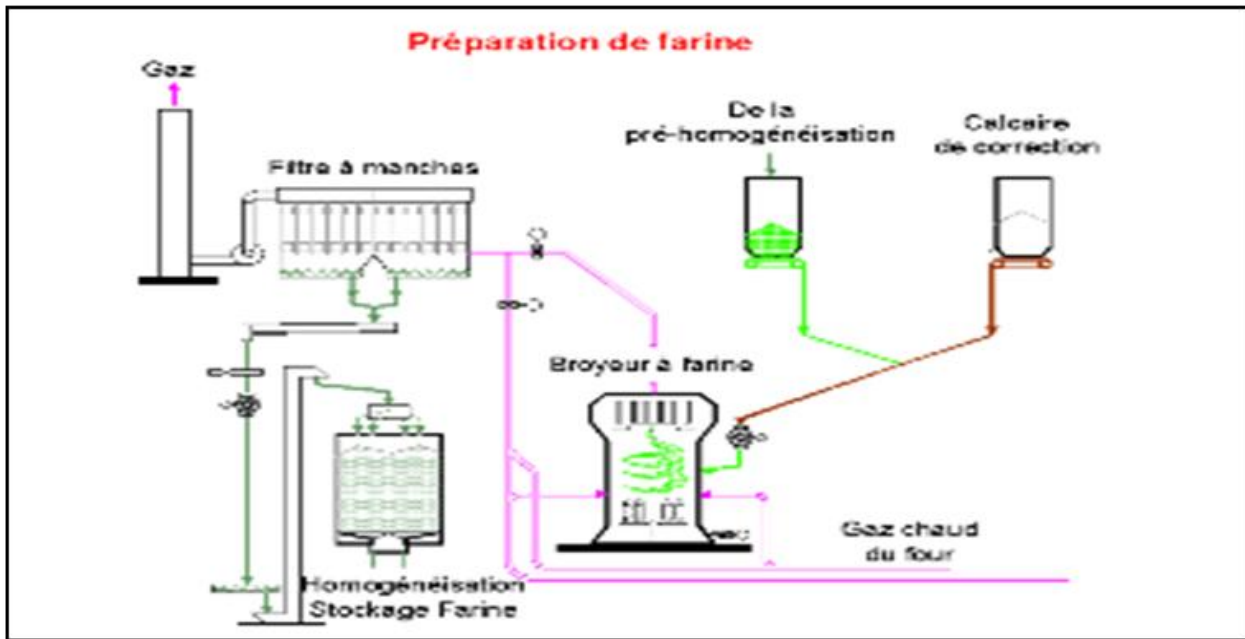 Préparation de farine
Gaz
De la
pré-homogénéisation
Calcaire
de correction
Filtre à manches
Broyeur à farine
Gaz chaud
du four
Homogénéisation
Stockage Farine